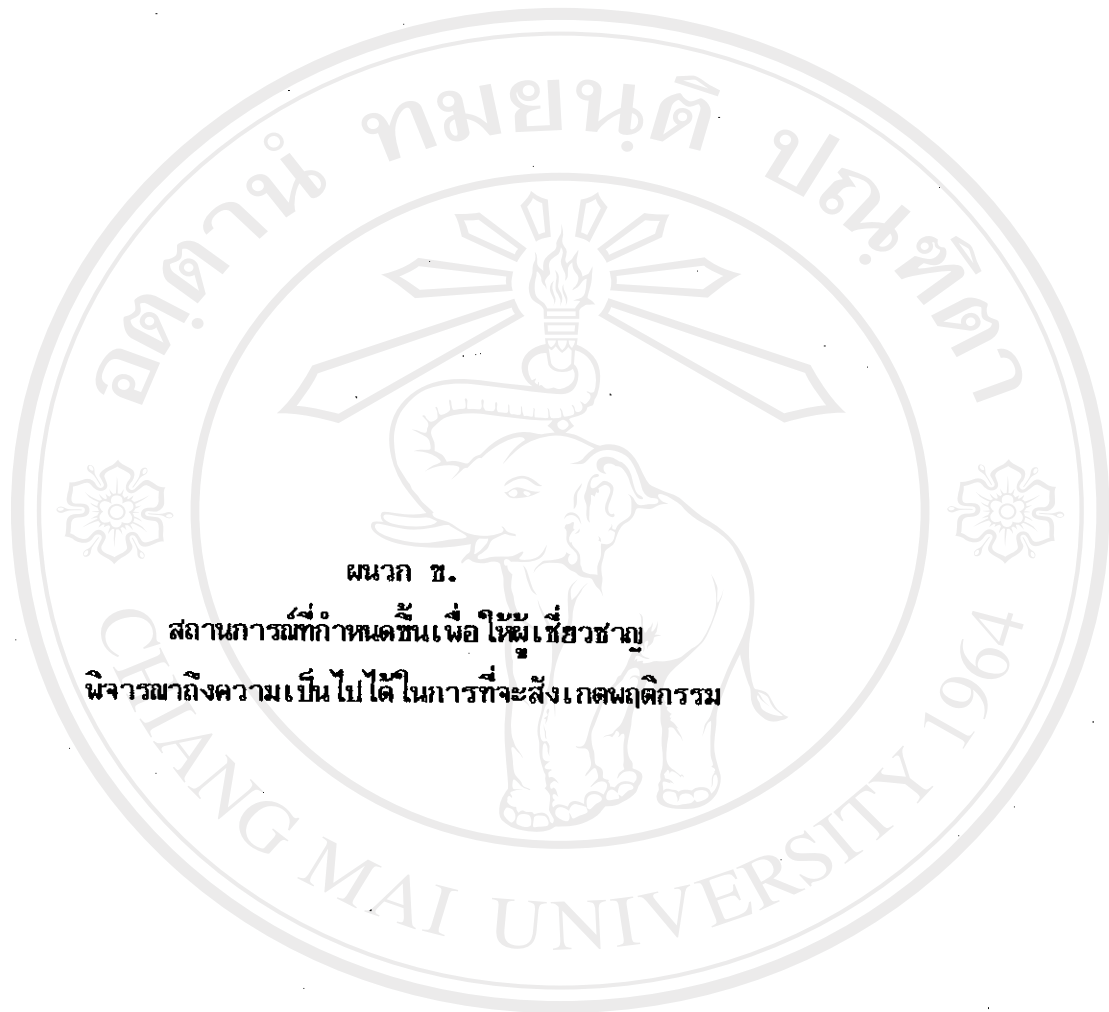 อตฺตานํ ทมยนฺติ ปณฺฑิตา
ผนวก ข.
สถานการณ์ที่กำหนดขึ้นเพื่อให้ผู้เชี่ยวชาญ
พิจารณาถึงความเป็นไปได้ในการที่จะสังเกตพฤติกรรม
CHIANG MAI UNIVERSITY 1964